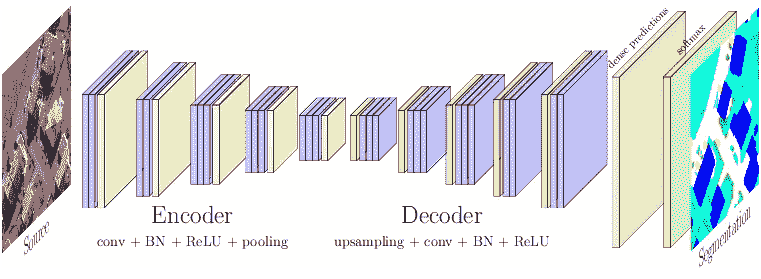 Source
Encoder
conv + BN + ReLU + pooling
Decoder
upsampling + conv + BN + ReLU
dense predictions
softmax
Segmentation